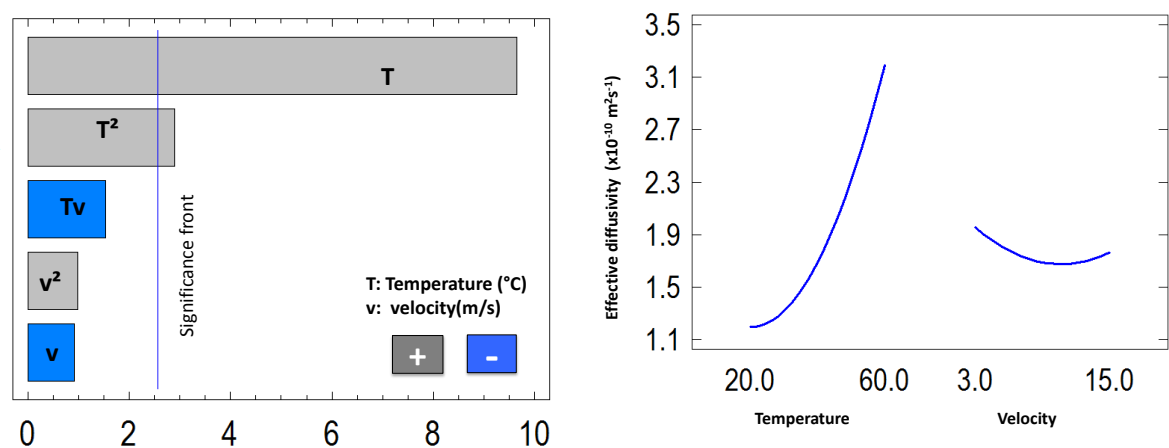 T
T²
Tv
v²
v
Significance front
T: Temperature (°C)
v: velocity(m/s)
+
-
0 2 4 6 8 10
Effective diffusivity (x10⁻¹⁰ m²s⁻¹)
3.5
3.1
2.7
2.3
1.9
1.5
1.1
20.0 60.0 3.0 15.0
Temperature Velocity